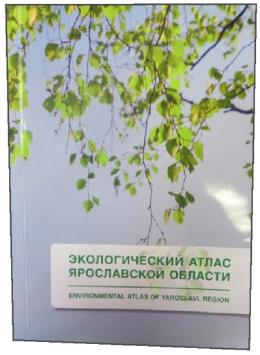 ЭКОЛОГИЧЕСКИЙ АТЛАС
ЯРОСЛАВСКОЙ ОБЛАСТИ
ENVIRONMENTAL ATLAS OF YAROSLAVL REGION